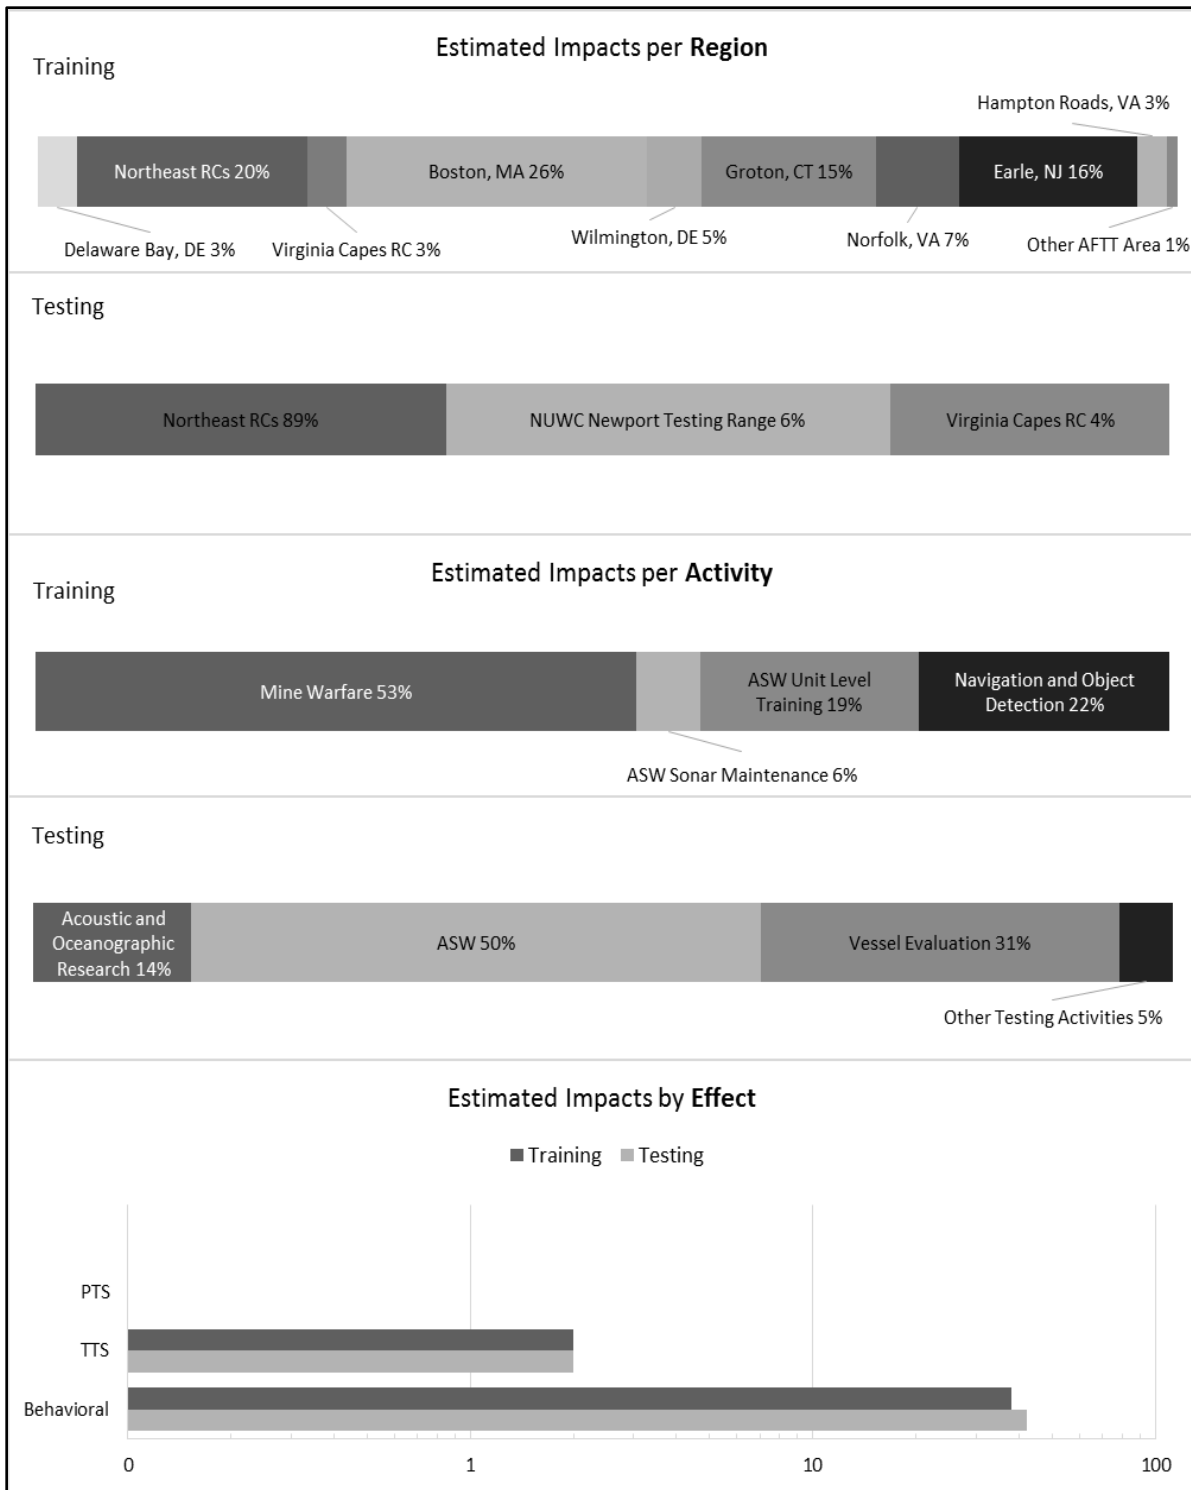 Estimated Impacts per Region
Training
Hampton Roads, VA 3%
Northeast RCs 20%
Boston, MA 26%
Groton, CT 15%
Earle, NJ 16%
Delaware Bay, DE 3%
Virginia Capes RC 3%
Wilmington, DE 5%
Norfolk, VA 7%
Other AFTT Area 1%
Testing
Northeast RCs 89%
NUWC Newport Testing Range 6%
Virginia Capes RC 4%
Estimated Impacts per Activity
Training
Mine Warfare 53%
ASW Unit Level
Training 19%
Navigation and Object
Detection 22%
ASW Sonar Maintenance 6%
Testing
Acoustic and
Oceanographic
Research 14%
ASW 50%
Vessel Evaluation 31%
Other Testing Activities 5%
Estimated Impacts by Effect
Training
Testing
PTS
TTS
Behavioral
0
1
10
100